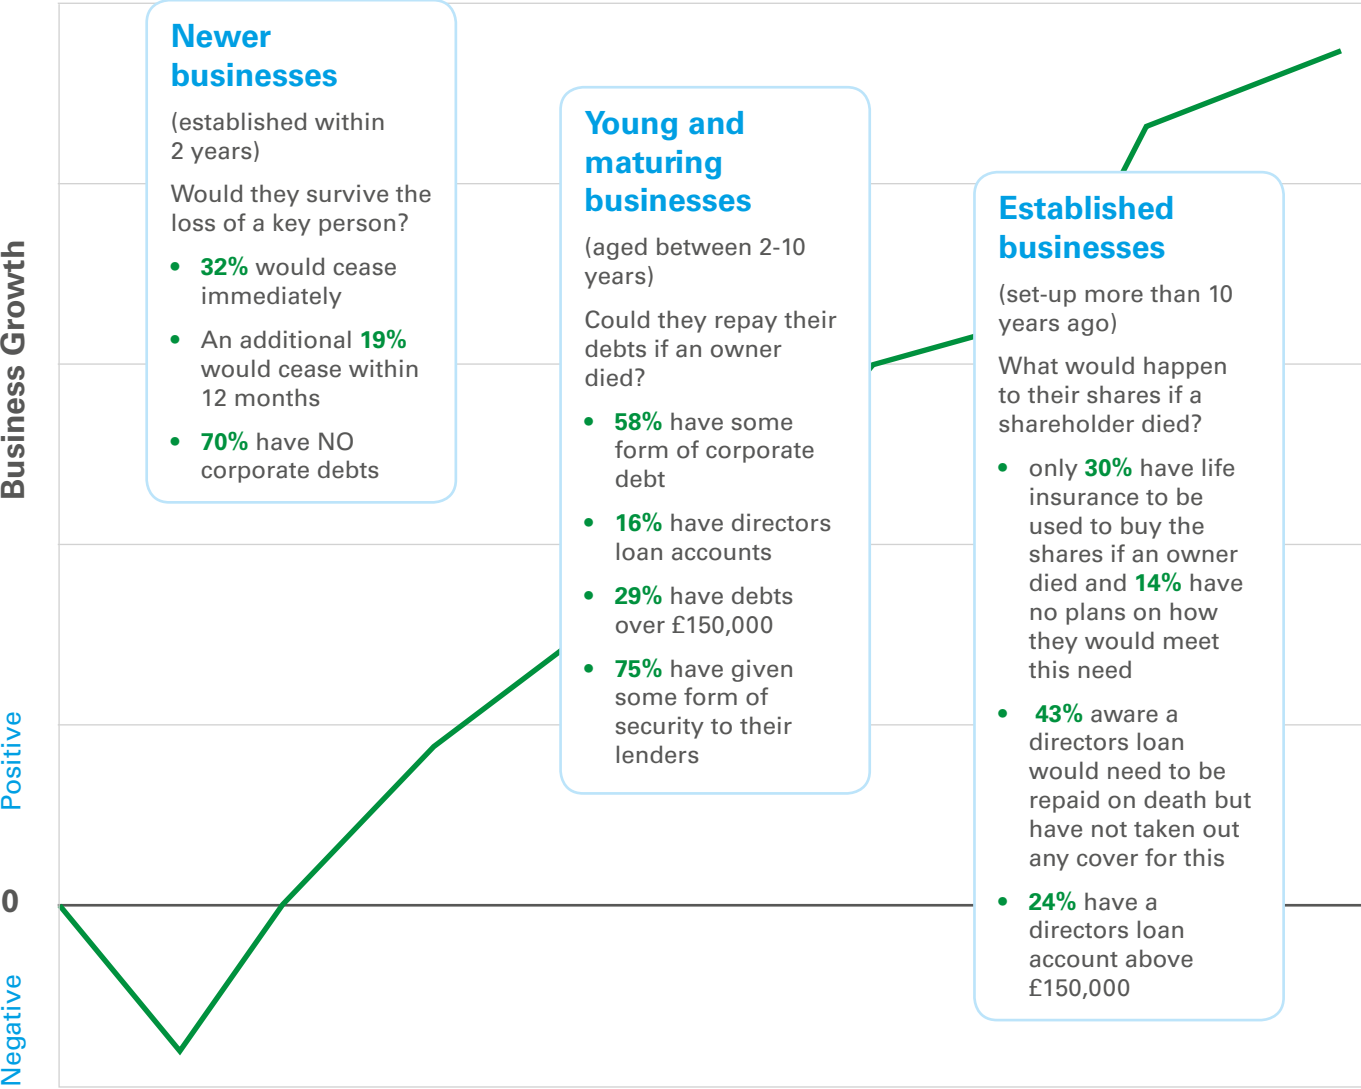 Business Growth
Positive
0
Negative
Newer
businesses
(established within
2 years)
Would they survive the
loss of a key person?
• 32% would cease
immediately
• An additional 19%
would cease within
12 months
• 70% have NO
corporate debts
Young and
maturing
businesses
(aged between 2-10
years)
Could they repay their
debts if an owner
died?
• 58% have some
form of corporate
debt
• 16% have directors
loan accounts
• 29% have debts
over £150,000
• 75% have given
some form of
security to their
lenders
Established
businesses
(set-up more than 10
years ago)
What would happen
to their shares if a
shareholder died?
• only 30% have life
insurance to be
used to buy the
shares if an owner
died and 14% have
no plans on how
they would meet
this need
• 43% aware a
directors loan
would need to be
repaid on death but
have not taken out
any cover for this
• 24% have a
directors loan
account above
£150,000